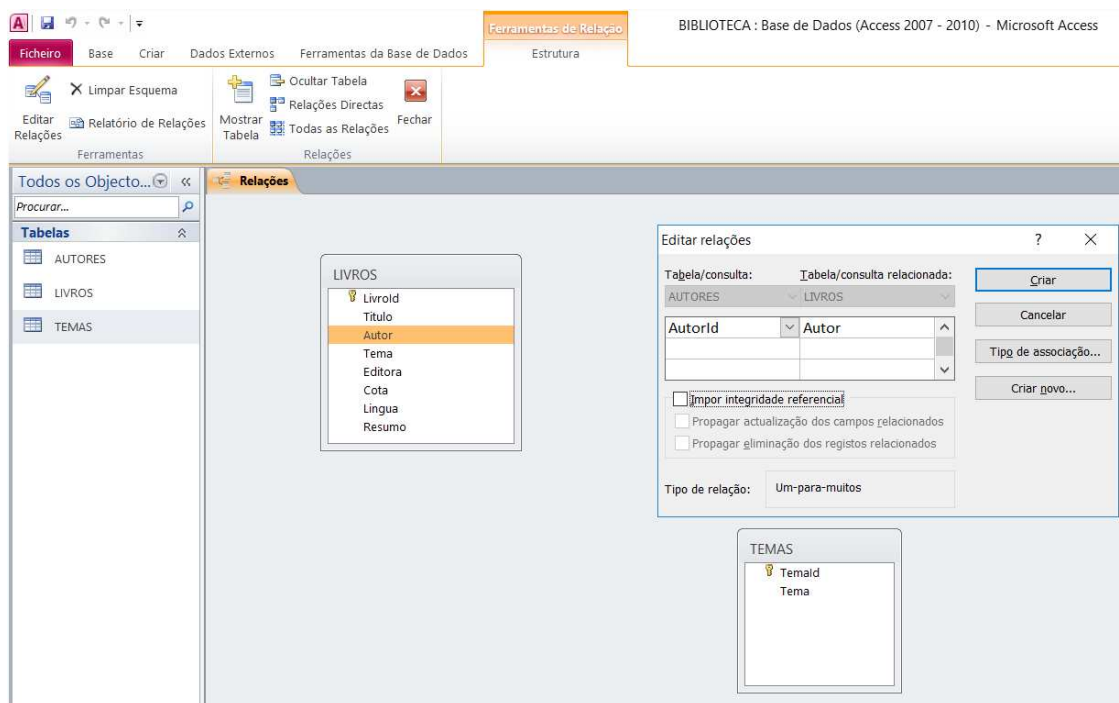 Ferramentas de Relação
BIBLIOTECA : Base de Dados (Access 2007 - 2010) - Microsoft Access
Ficheiro Base Criar Dados Externos Ferramentas da Base de Dados Estrutura
Editar Relações
Limpar Esquema
Relatório de Relações
Ferramentas
Mostrar Tabela
Ocultar Tabela
Relações Directas
Todas as Relações
Fechar
Relações
Todos os Objecto...
Procurar...
Tabelas
AUTORES
LIVROS
TEMAS
Relações
LIVROS
LivroId
Titulo
Autor
Tema
Editora
Cota
Lingua
Resumo
Editar relações ?
Tabela/consulta: Tabela/consulta relacionada:
AUTORES LIVROS
AutorId Autor
Impor integridade referencial
Propagar actualização dos campos relacionados
Propagar eliminação dos registos relacionados
Tipo de relação: Um-para-muitos
Criar
Cancelar
Tipo de associação...
Criar novo...
TEMAS
TemaId
Tema